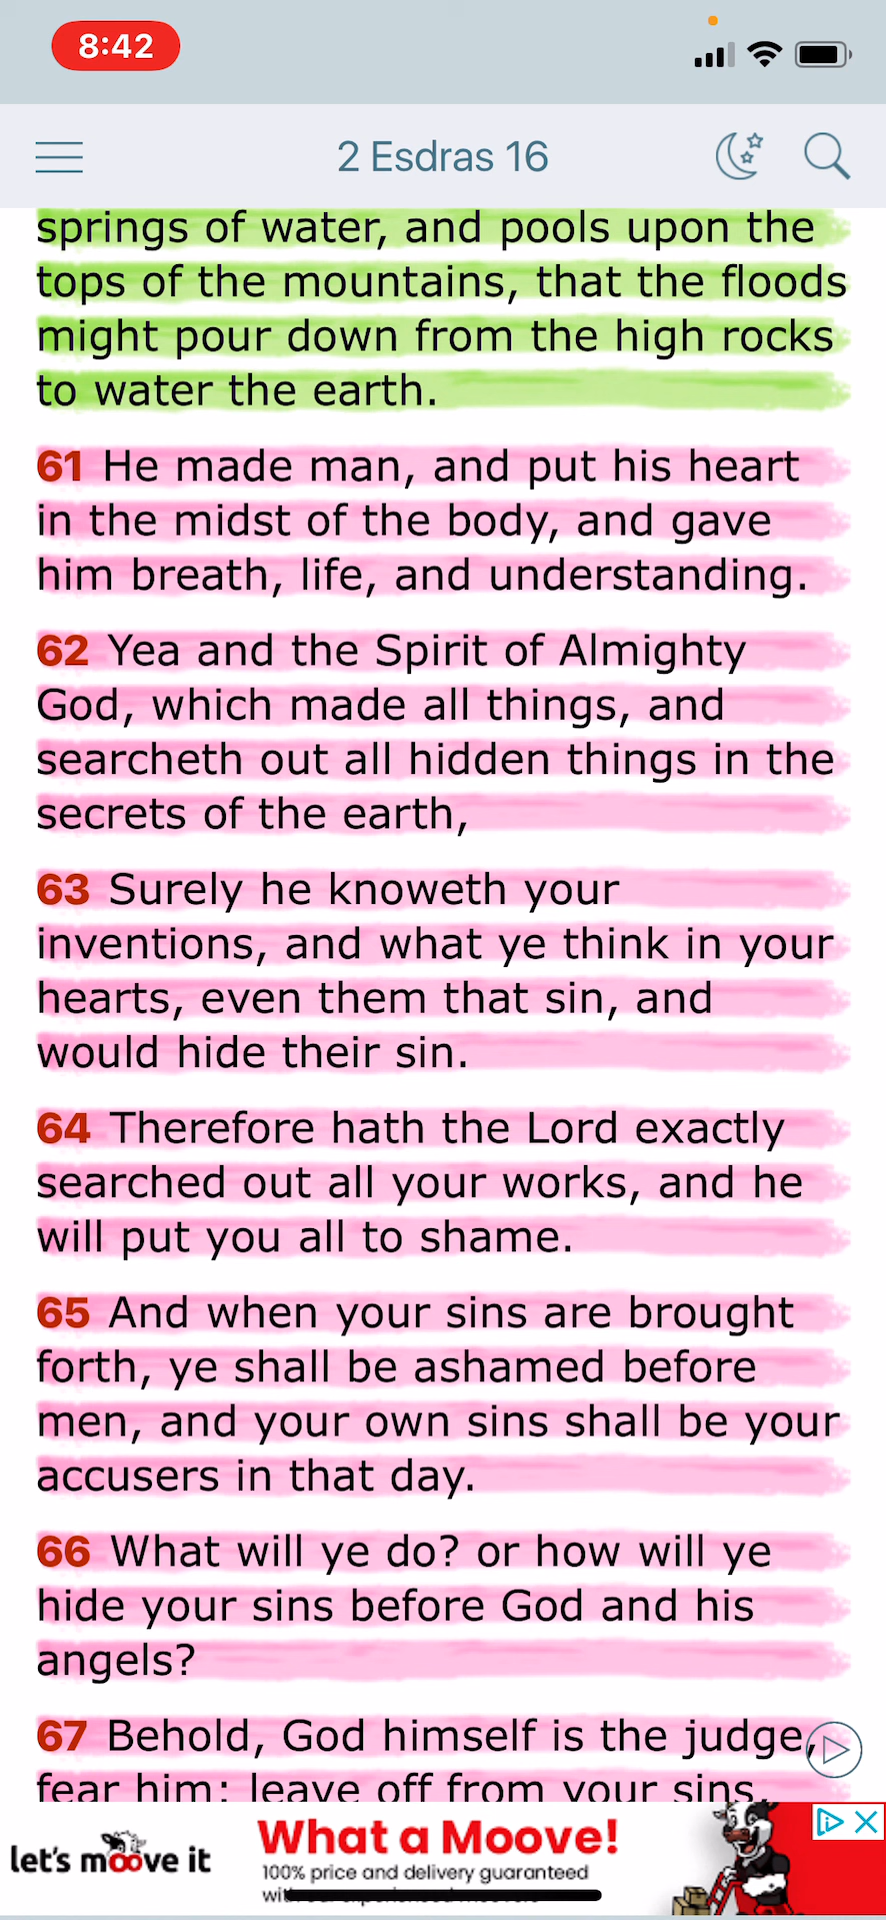 8:42
2 Esdras 16
springs of water, and pools upon the
tops of the mountains, that the floods
might pour down from the high rocks
to water the earth.
61 He made man, and put his heart
in the midst of the body, and gave
him breath, life, and understanding.
62 Yea and the Spirit of Almighty
God, which made all things, and
searcheth out all hidden things in the
secrets of the earth,
63 Surely he knoweth your
inventions, and what ye think in your
hearts, even them that sin, and
would hide their sin.
64 Therefore hath the Lord exactly
searched out all your works, and he
will put you all to shame.
65 And when your sins are brought
forth, ye shall be ashamed before
men, and your own sins shall be your
accusers in that day.
66 What will ye do? or how will ye
hide your sins before God and his
angels?
67 Behold, God himself is the judge,
fear him: leave off from your sins,
let's moove it
What a Moove!
100% price and delivery guaranteed